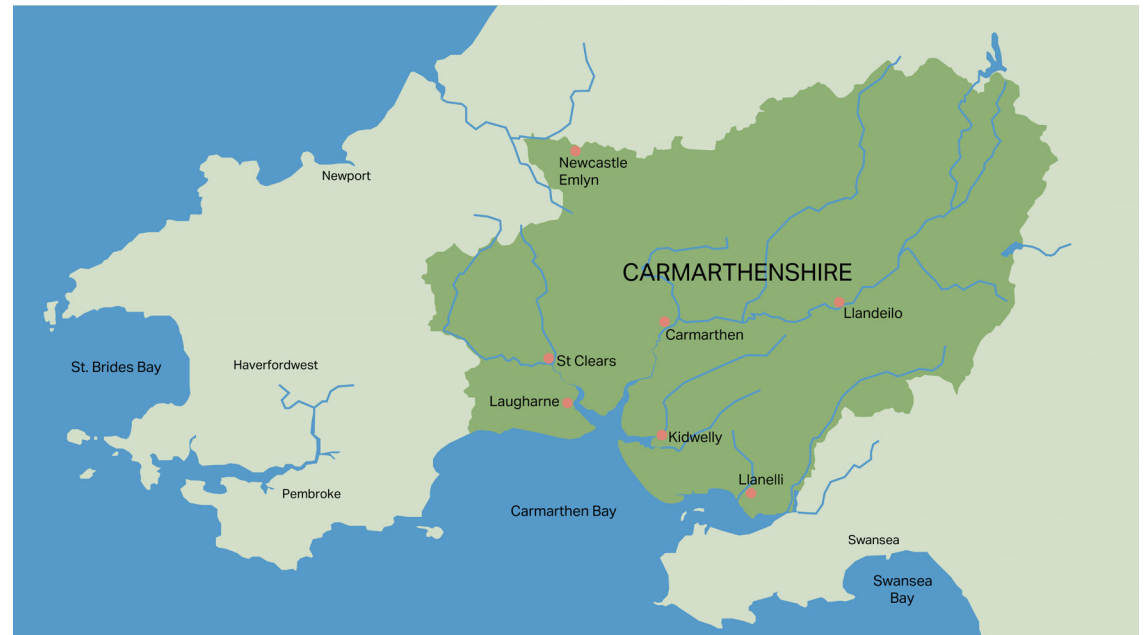 Newport
Newcastle
Emlyn
CARMARTHENSHIRE
Llandeilo
Carmarthen
St. Brides Bay
Haverfordwest
St Clears
Laugharne
Kidwelly
Llanelli
Pembroke
Carmarthen Bay
Swansea
Swansea
Bay